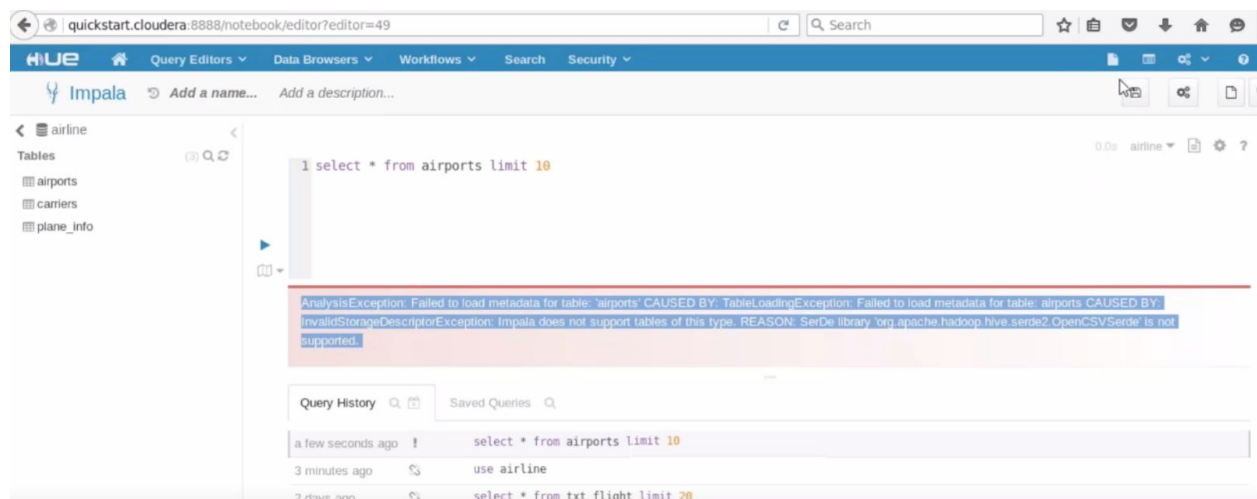 quickstart.cloudera:8888/notebook/editor?editor=49
Search
HUE Query Editors Data Browsers Workflows Search Security
Impala Add a name... Add a description...
airline
Tables (3)
airports
carriers
plane_info
0.0s airline ?
1 select * from airports limit 10
AnalysisException: Failed to load metadata for table: 'airports' CAUSED BY: TableLoadingException: Failed to load metadata for table: airports CAUSED BY:
InvalidStorageDescriptorException: Impala does not support tables of this type. REASON: SerDe library 'org.apache.hadoop.hive.serde2.OpenCSVSerde' is not
supported.
Query History Saved Queries
a few seconds ago ! select * from airports limit 10
3 minutes ago use airline
2 days ago select * from txt_flight limit 20